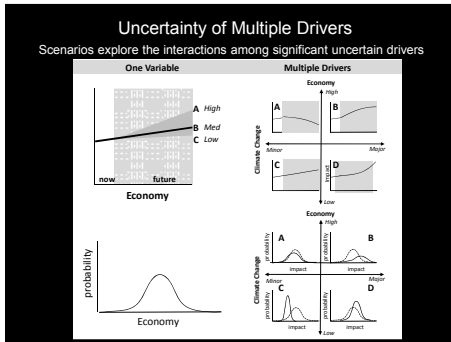 Uncertainty of Multiple Drivers
Scenarios explore the interactions among significant uncertain drivers
One Variable
Multiple Drivers
A High
B Med
C Low
now future
Economy
Economy
High
A
B
Climate Change
Minor
Major
C
D
Impact
Low
probability
Economy
Economy
High
A
B
probability
probability
impact
impact
Climate Change
Minor
Major
C
D
probability
probability
impact
impact
Low